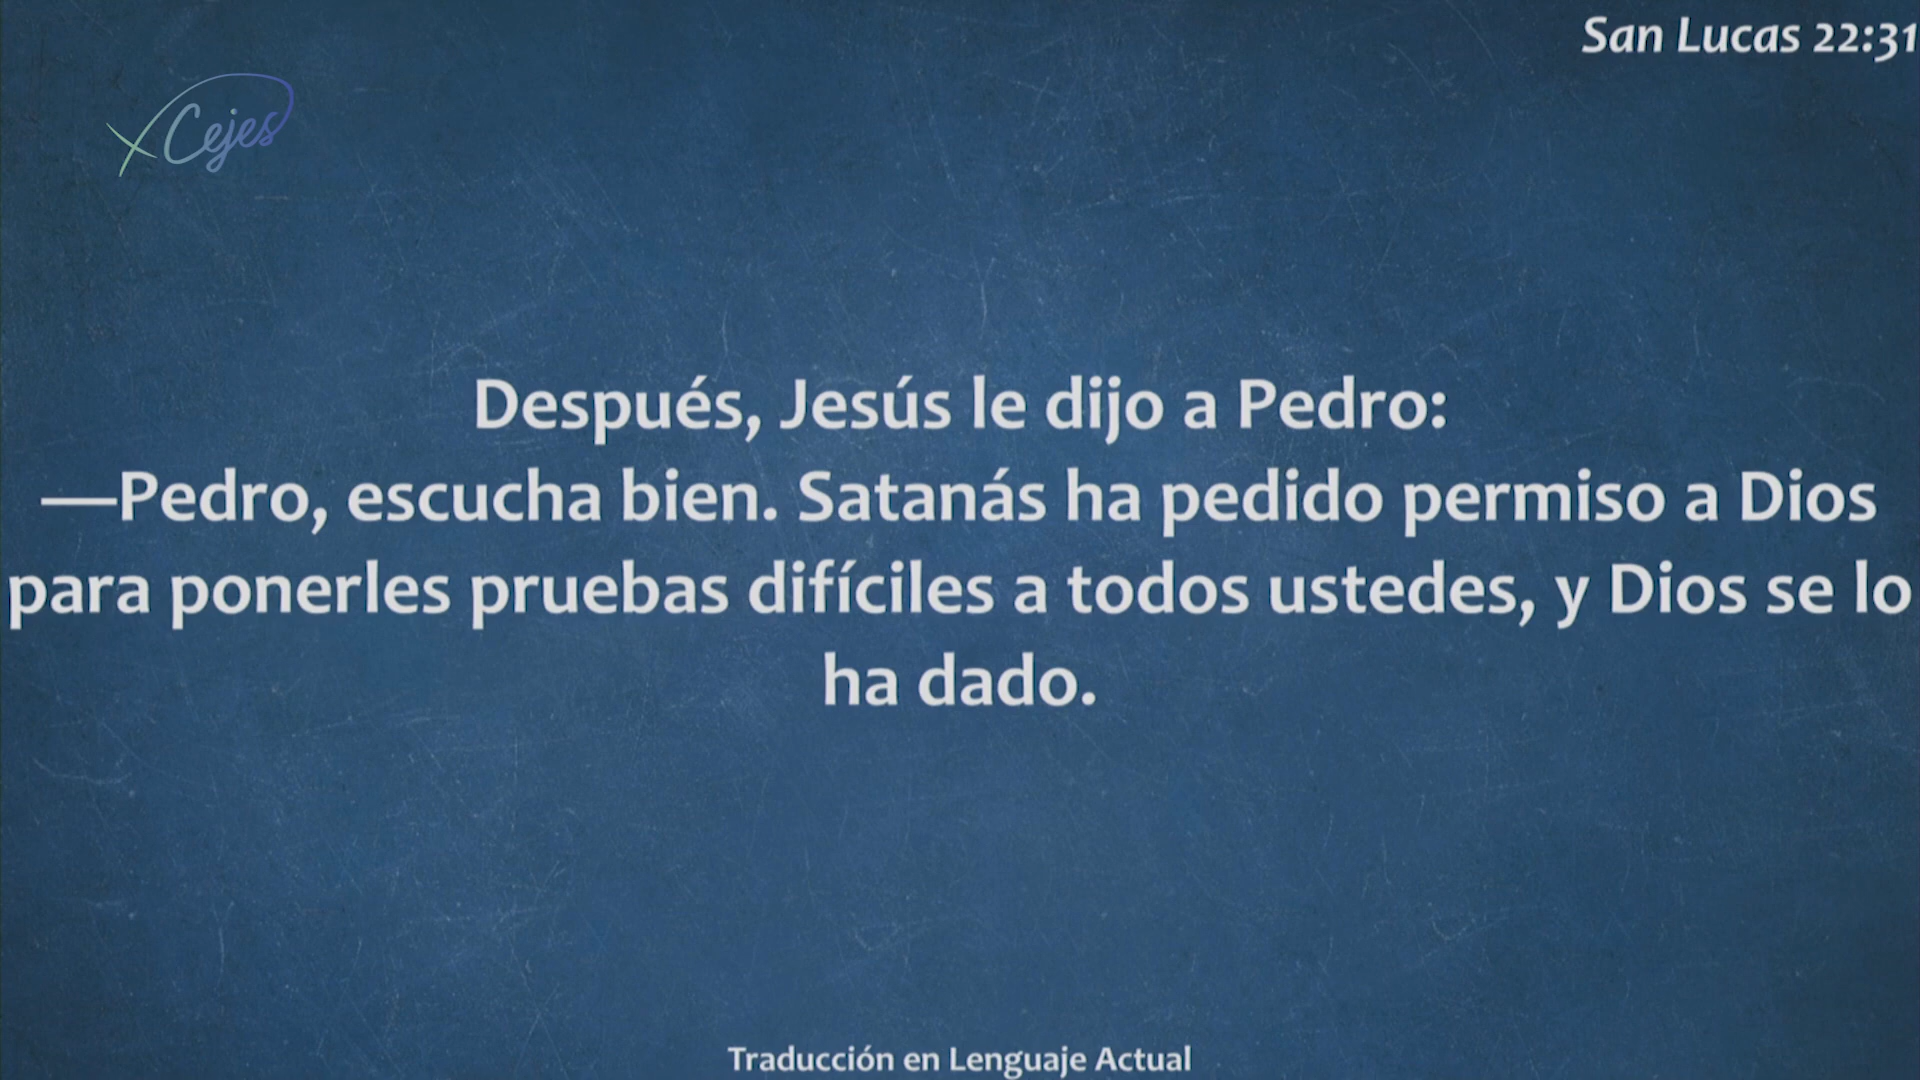 San Lucas 22:31
Cejes
Después, Jesús le dijo a Pedro:
—Pedro, escucha bien. Satanás ha pedido permiso a Dios
para ponerles pruebas difíciles a todos ustedes, y Dios se lo
ha dado.
Traducción en Lenguaje Actual